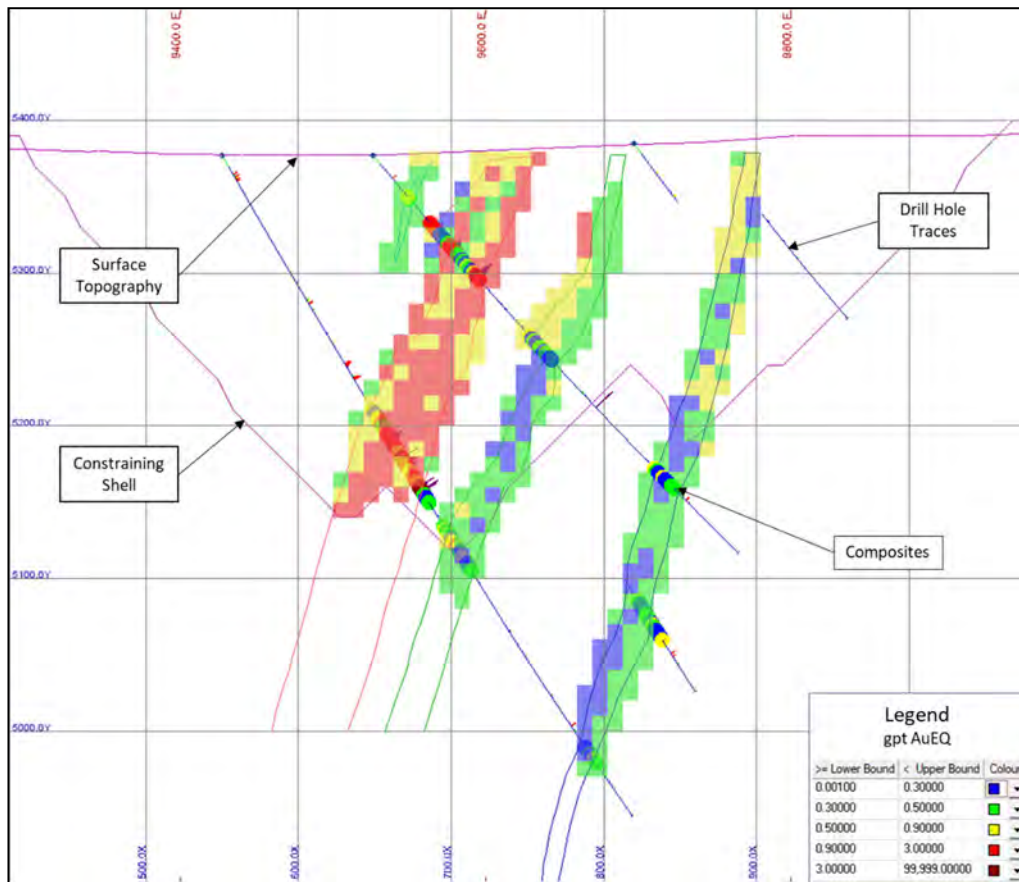 9400.0 E
9600.0 E
9800.0 E
5400.0Y
Drill Hole
Traces
Surface
Topography
5300.0Y
5200.0Y
Constraining
Shell
Composites
5100.0Y
5000.0Y
Legend
gpt AuEQ
>= Lower Bound < Upper Bound Colou
0.00100 0.30000
0.30000 0.50000
0.50000 0.90000
0.90000 3.00000
3.00000 99,999.00000
500.0X
600.0X
700.0X
800.0X
900.0X